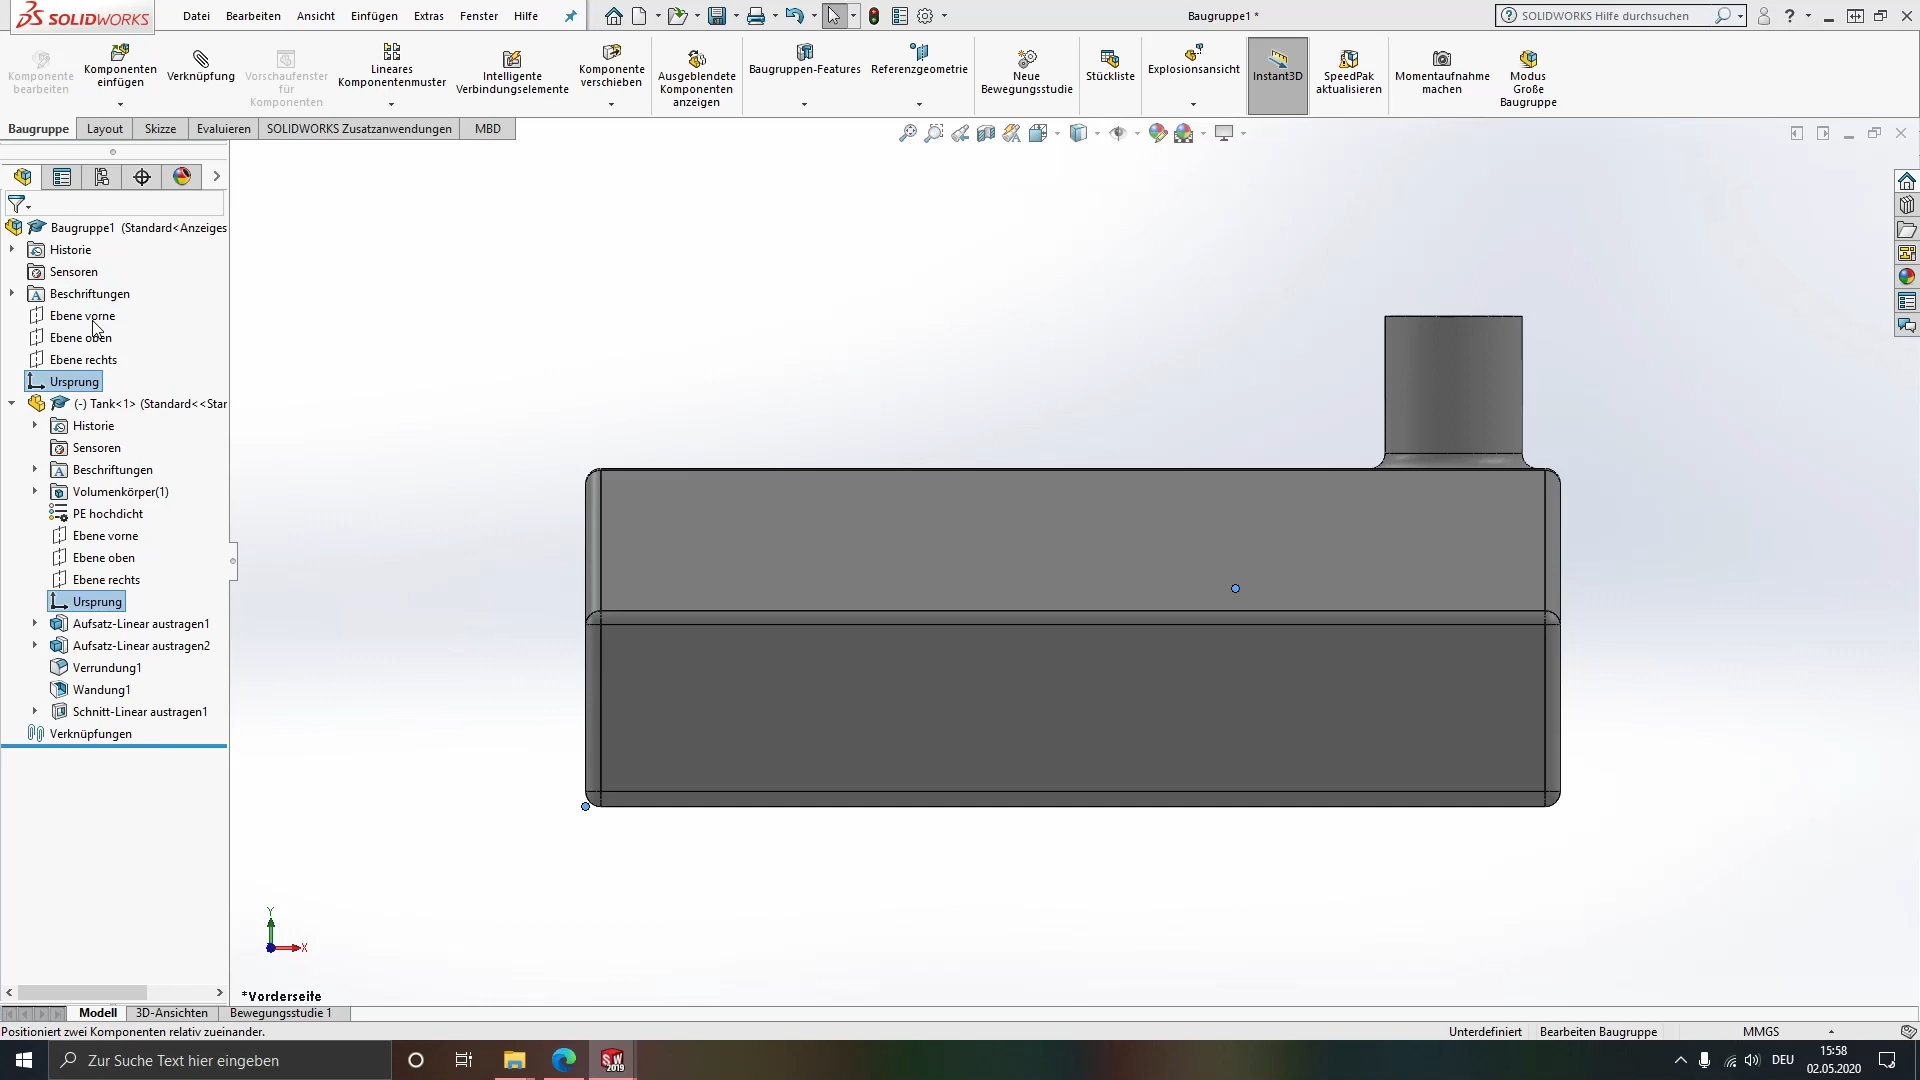 SOLIDWORKS
Datei Bearbeiten Ansicht Einfügen Extras Fenster Hilfe
Baugruppe1 *
SOLIDWORKS Hilfe durchsuchen
Komponente bearbeiten
Komponenten einfügen
Verknüpfung
Vorschaufenster für Komponenten
Lineares Komponentenmuster
Intelligente Verbindungselemente
Komponente verschieben
Ausgeblendete Komponenten anzeigen
Baugruppen-Features
Referenzgeometrie
Neue Bewegungsstudie
Stückliste
Explosionsansicht
Instant3D
SpeedPak aktualisieren
Momentaufnahme machen
Modus Große Baugruppe
Baugruppe Layout Skizze Evaluieren SOLIDWORKS Zusatzanwendungen MBD
Baugruppe1 (Standard<Anzeiges
Historie
Sensoren
Beschriftungen
Ebene vorne
Ebene oben
Ebene rechts
Ursprung
(-) Tank<1> (Standard<<Star
Historie
Sensoren
Beschriftungen
Volumenkörper(1)
PE hochdicht
Ebene vorne
Ebene oben
Ebene rechts
Ursprung
Aufsatz-Linear austragen1
Aufsatz-Linear austragen2
Verrundung1
Wandung1
Schnitt-Linear austragen1
Verknüpfungen
Y
X
*Vorderseite
Modell 3D-Ansichten Bewegungsstudie 1
Positioniert zwei Komponenten relativ zueinander.
Unterdefiniert Bearbeiten Baugruppe MMGS
Zur Suche Text hier eingeben
SW 2019
DEU
15:58
02.05.2020